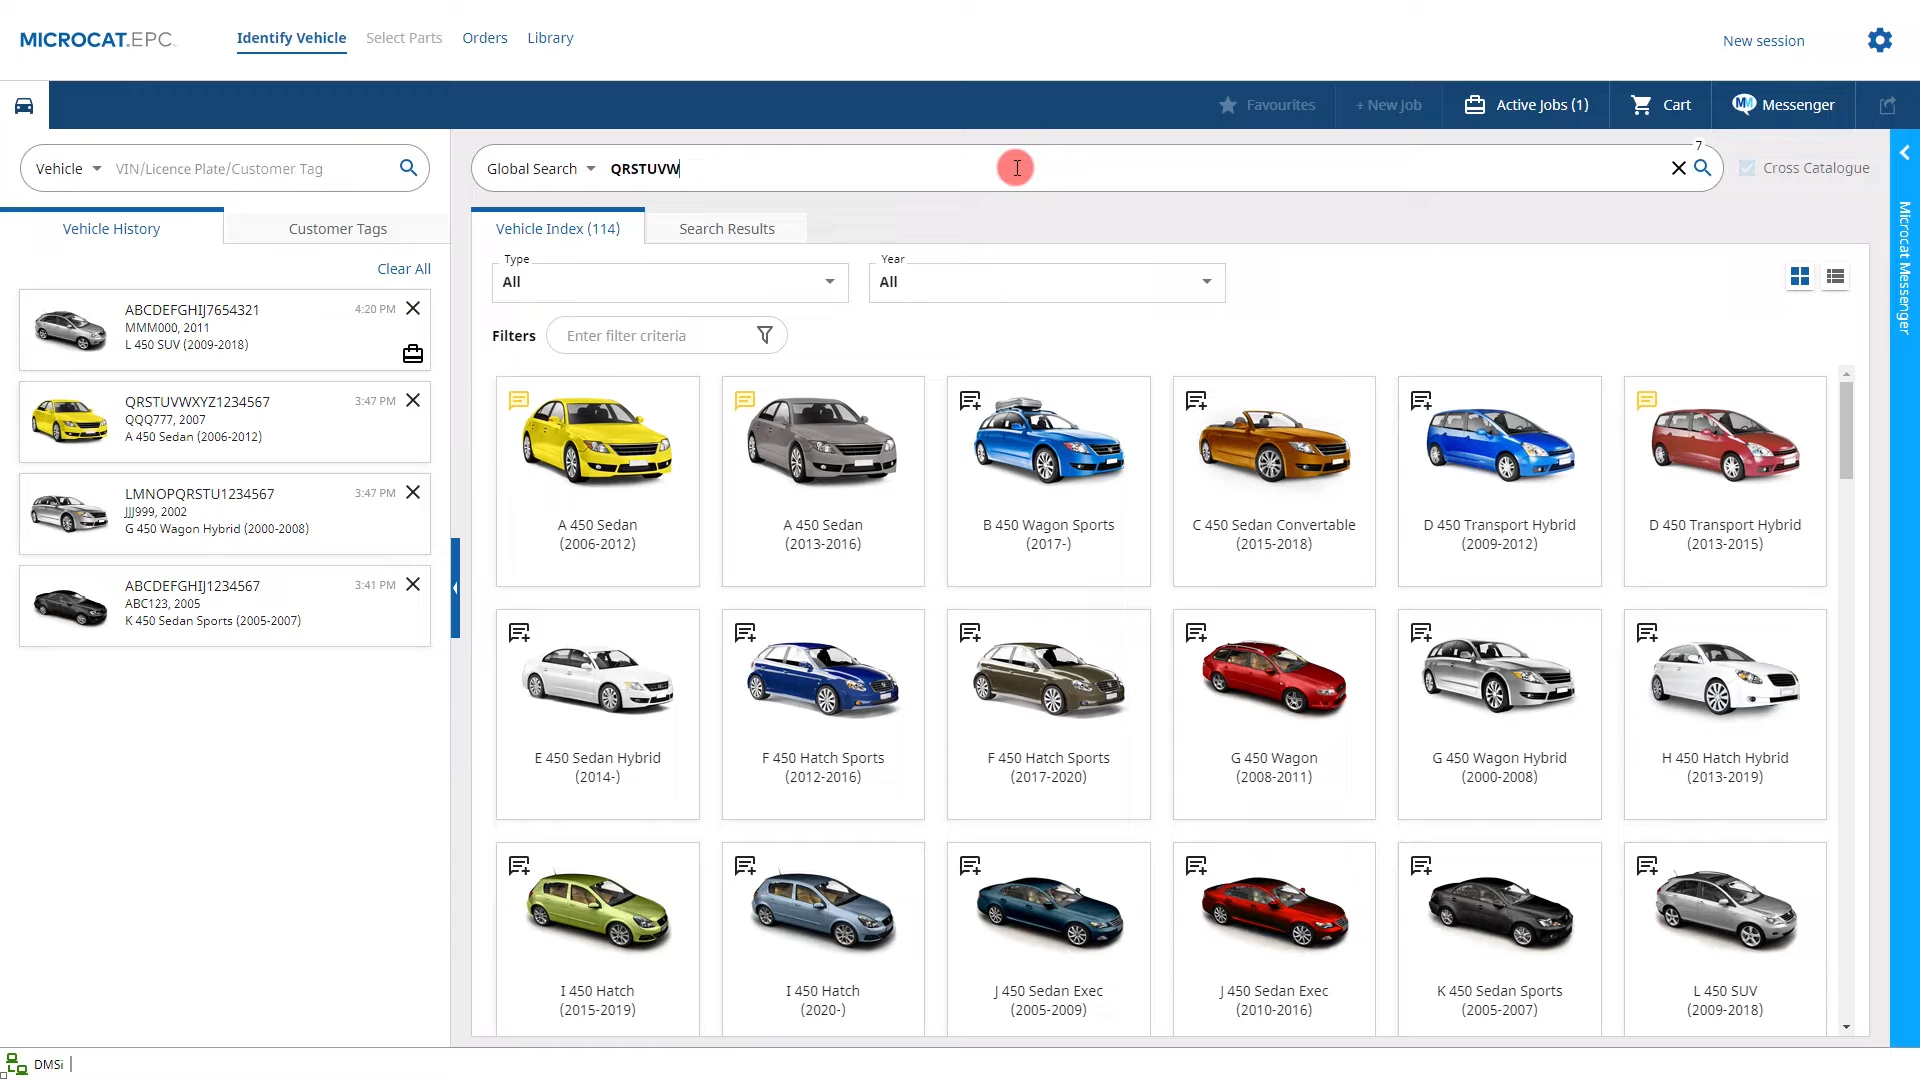 MICROCAT.EPC
Identify Vehicle
Select Parts
Orders
Library
New session
Favourites
+ New Job
Active Jobs (1)
Cart
Messenger
Vehicle
VIN/Licence Plate/Customer Tag
Global Search
QRSTUVW
7
Cross Catalogue
Microcat Messenger
Vehicle History
Customer Tags
Clear All
ABCDEFGHIJ7654321
4:20 PM
MMM000, 2011
L 450 SUV (2009-2018)
QRSTUVWXYZ1234567
3:47 PM
QQQ777, 2007
A 450 Sedan (2006-2012)
LMNOPQRSTU1234567
3:47 PM
JJJ999, 2002
G 450 Wagon Hybrid (2000-2008)
ABCDEFGHIJ1234567
3:41 PM
ABC123, 2005
K 450 Sedan Sports (2005-2007)
Vehicle Index (114)
Search Results
Type
All
Year
All
Filters
Enter filter criteria
A 450 Sedan
(2006-2012)
A 450 Sedan
(2013-2016)
B 450 Wagon Sports
(2017-)
C 450 Sedan Convertable
(2015-2018)
D 450 Transport Hybrid
(2009-2012)
D 450 Transport Hybrid
(2013-2015)
E 450 Sedan Hybrid
(2014-)
F 450 Hatch Sports
(2012-2016)
F 450 Hatch Sports
(2017-2020)
G 450 Wagon
(2008-2011)
G 450 Wagon Hybrid
(2000-2008)
H 450 Hatch Hybrid
(2013-2019)
I 450 Hatch
(2015-2019)
I 450 Hatch
(2020-)
J 450 Sedan Exec
(2005-2009)
J 450 Sedan Exec
(2010-2016)
K 450 Sedan Sports
(2005-2007)
L 450 SUV
(2009-2018)
DMSi